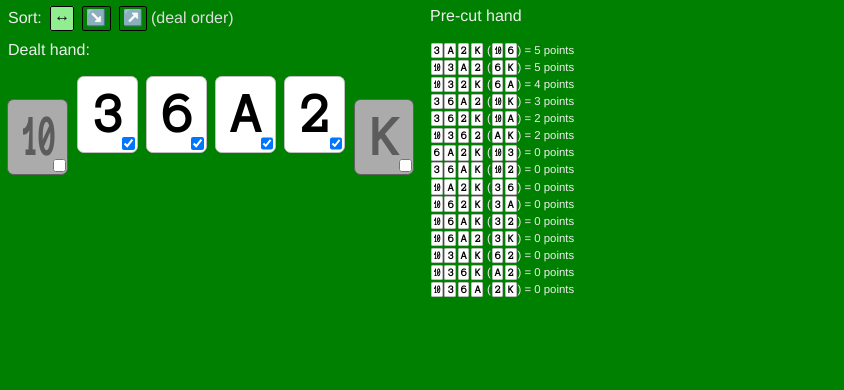 Sort: ↔ ↘ ↗ (deal order)
Dealt hand:
10 3 6 A 2 K
Pre-cut hand
3 A 2 K (10 6) = 5 points
10 3 A 2 (6 K) = 5 points
10 3 2 K (6 A) = 4 points
3 6 A 2 (10 K) = 3 points
3 6 2 K (10 A) = 2 points
10 3 6 2 (A K) = 2 points
6 A 2 K (10 3) = 0 points
3 6 A K (10 2) = 0 points
10 A 2 K (3 6) = 0 points
10 6 2 K (3 A) = 0 points
10 6 A K (3 2) = 0 points
10 6 A 2 (3 K) = 0 points
10 3 A K (6 2) = 0 points
10 3 6 K (A 2) = 0 points
10 3 6 A (2 K) = 0 points